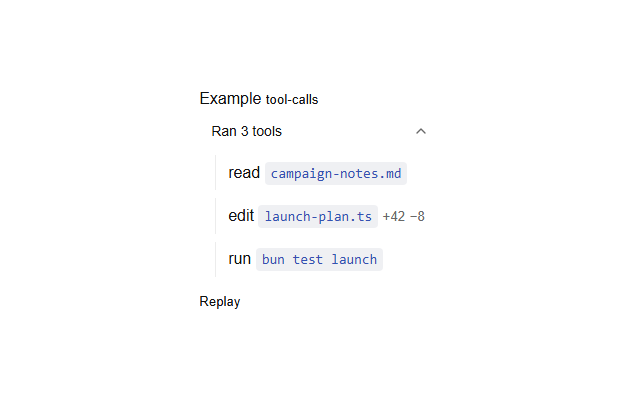 Example tool-calls
Ran 3 tools
read campaign-notes.md
edit launch-plan.ts +42 −8
run bun test launch
Replay